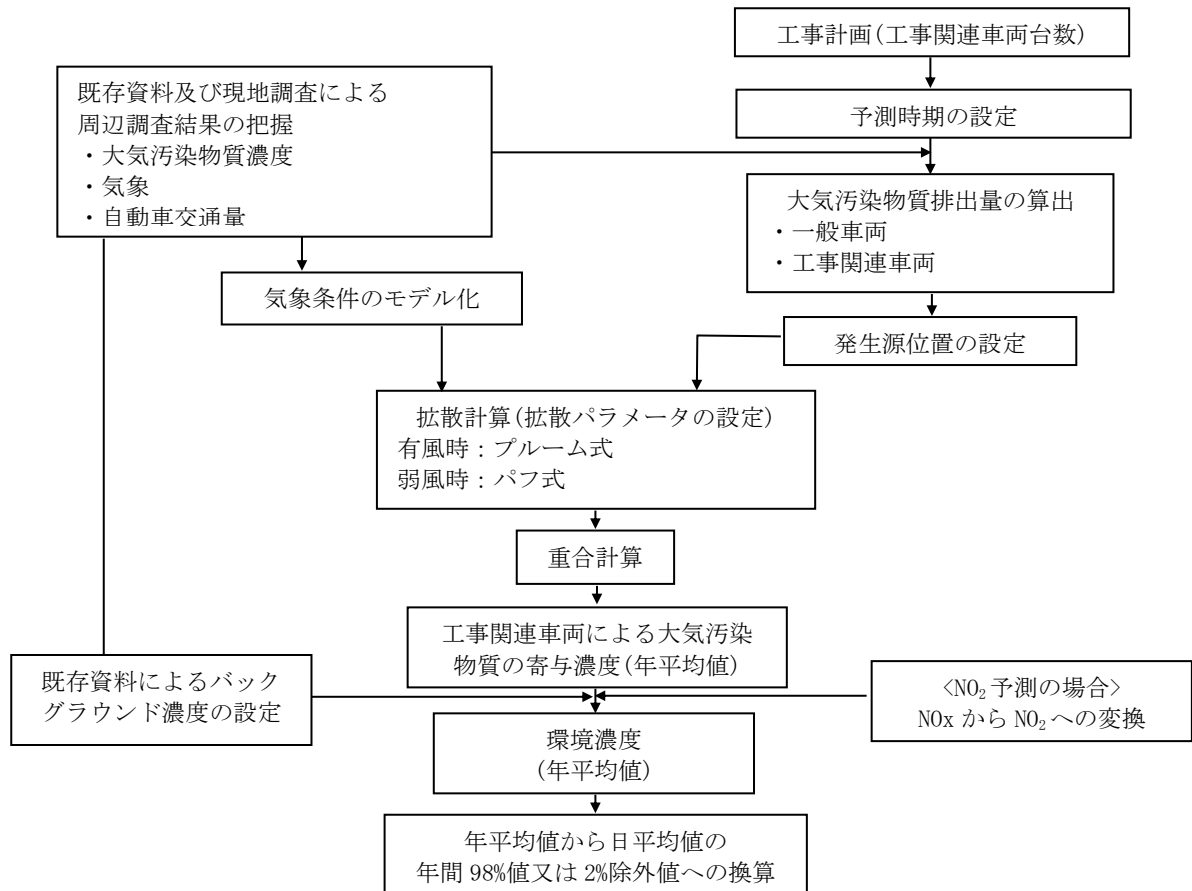 工事計画(工事関連車両台数)
既存資料及び現地調査による
周辺調査結果の把握
・大気汚染物質濃度
・気象
・自動車交通量
予測時期の設定
大気汚染物質排出量の算出
・一般車両
・工事関連車両
気象条件のモデル化
発生源位置の設定
拡散計算(拡散パラメータの設定)
有風時：プルーム式
弱風時：パフ式
重合計算
工事関連車両による大気汚染
物質の寄与濃度(年平均値)
既存資料によるバック
グラウンド濃度の設定
<NO₂予測の場合>
NOxからNO₂への変換
環境濃度
(年平均値)
年平均値から日平均値の
年間98%値又は2%除外値への換算